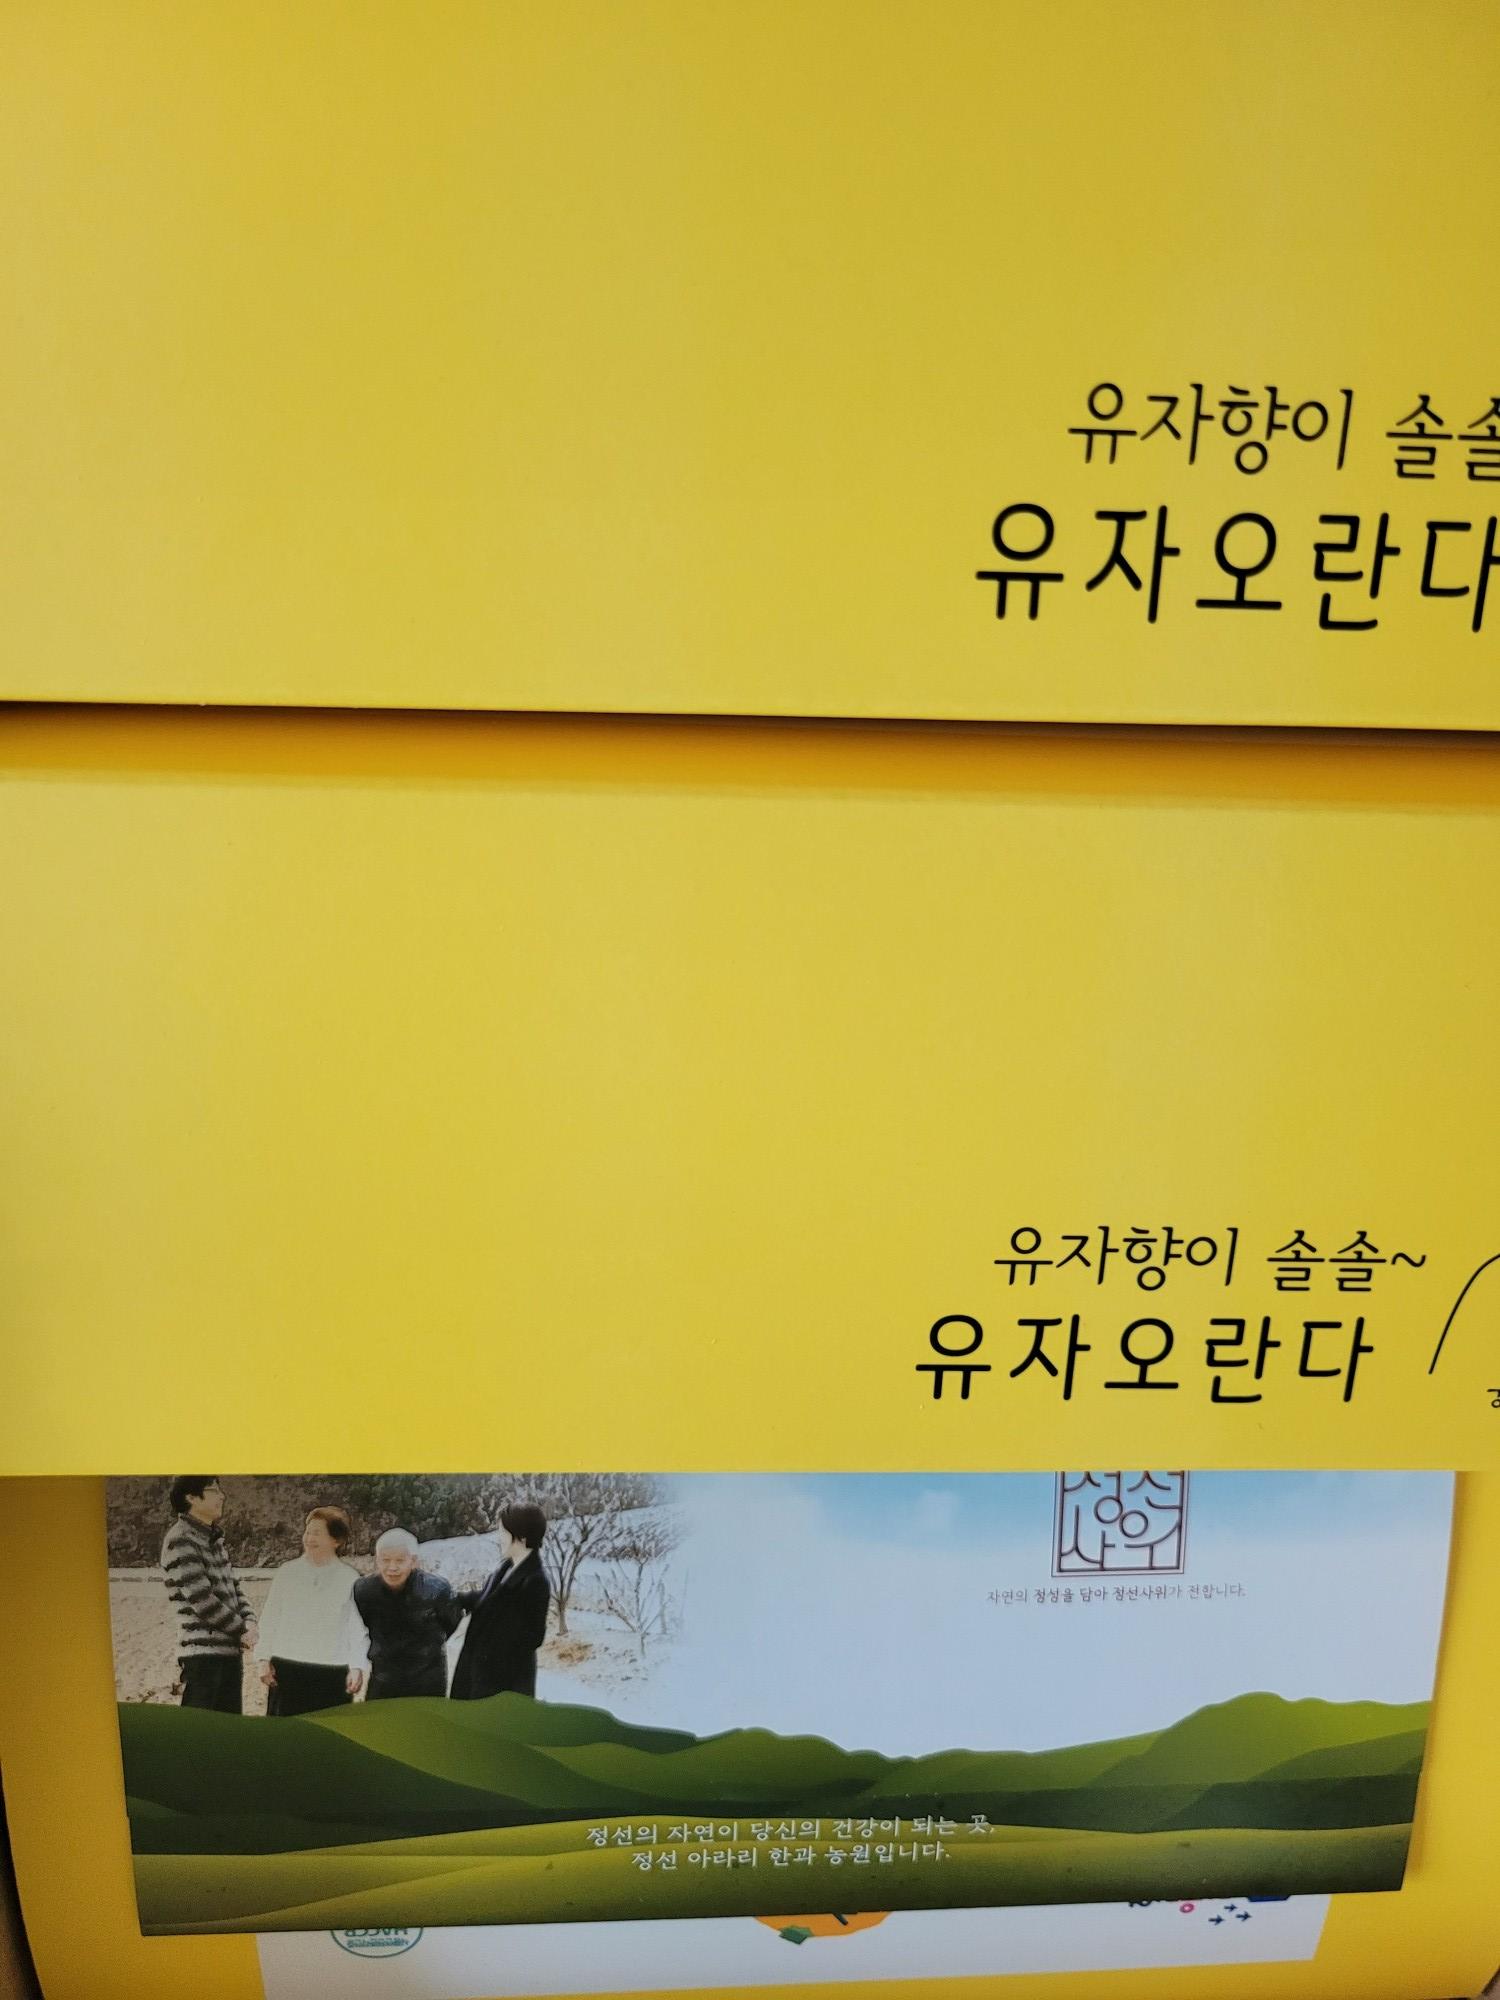 유자향이 솔솔
유자오란다
유자향이 솔솔~
유자오란다
정선
사위
자연의 정성을 담아 정선사위가 전합니다.
정선의 자연이 당신의 건강이 되는 곳,
정선 아라리 한과 농원입니다.
HACCP